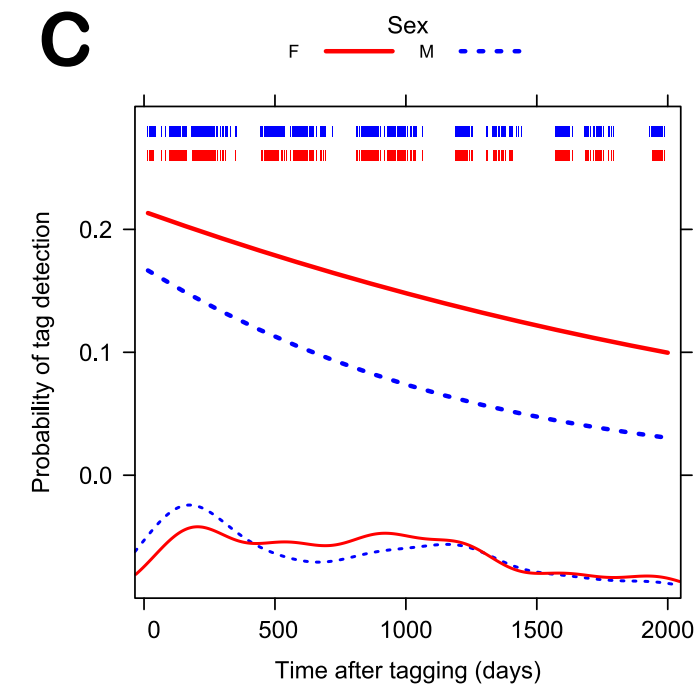 C
Sex
F M
0.2
0.1
0.0
Probability of tag detection
0 500 1000 1500 2000
Time after tagging (days)